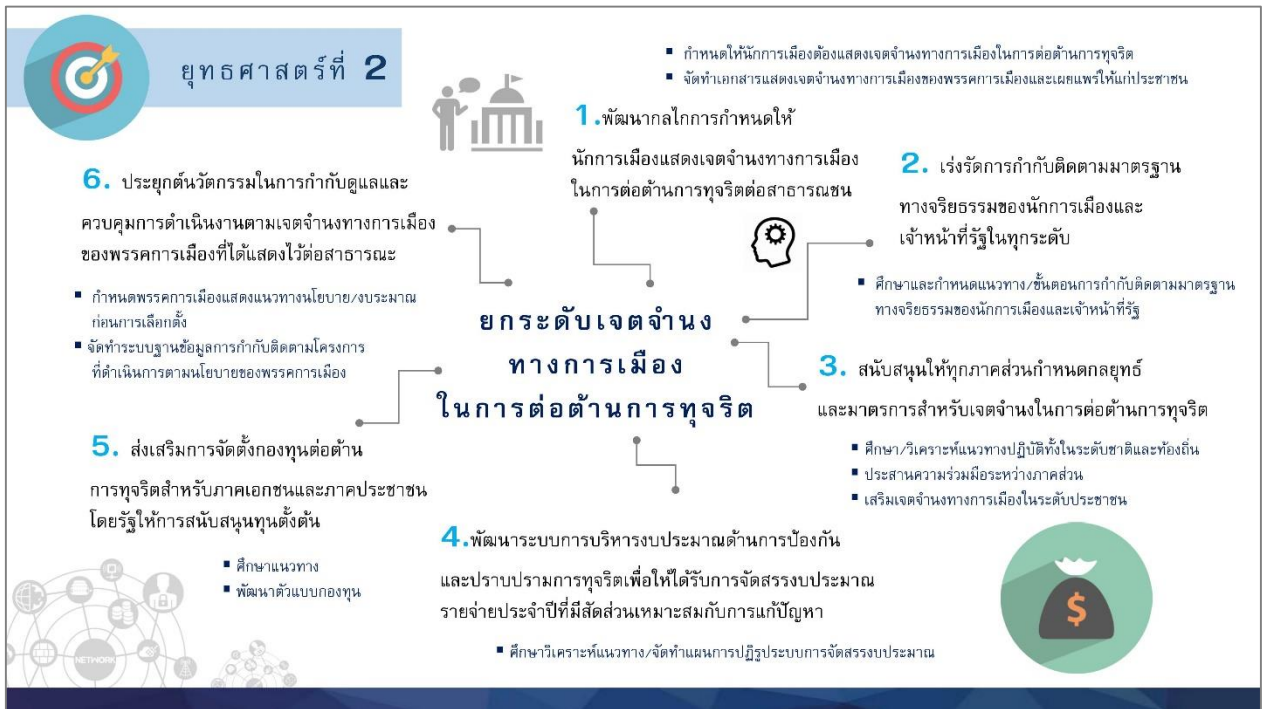 ยุทธศาสตร์ที่ 2
▪ กำหนดให้นักการเมืองต้องแสดงเจตจำนงทางการเมืองในการต่อต้านการทุจริต
▪ จัดทำเอกสารแสดงเจตจำนงทางการเมืองของพรรคการเมืองและเผยแพร่ให้แก่ประชาชน
1.พัฒนากลไกการกำหนดให้
นักการเมืองแสดงเจตจำนงทางการเมือง
ในการต่อต้านการทุจริตต่อสาธารณชน
2. เร่งรัดการกำกับติดตามมาตรฐาน
ทางจริยธรรมของนักการเมืองและ
เจ้าหน้าที่รัฐในทุกระดับ
▪ ศึกษาและกำหนดแนวทาง/ขั้นตอนการกำกับติดตามมาตรฐาน
ทางจริยธรรมของนักการเมืองและเจ้าหน้าที่รัฐ
ยกระดับเจตจำนง
ทางการเมือง
ในการต่อต้านการทุจริต
3. สนับสนุนให้ทุกภาคส่วนกำหนดกลยุทธ์
และมาตรการสำหรับเจตจำนงในการต่อต้านการทุจริต
▪ ศึกษา/วิเคราะห์แนวทางปฏิบัติทั้งในระดับชาติและท้องถิ่น
▪ ประสานความร่วมมือระหว่างภาคส่วน
▪ เสริมเจตจำนงทางการเมืองในระดับประชาชน
4.พัฒนาระบบการบริหารงบประมาณด้านการป้องกัน
และปราบปรามการทุจริตเพื่อให้ได้รับการจัดสรรงบประมาณ
รายจ่ายประจำปีที่มีสัดส่วนเหมาะสมกับการแก้ปัญหา
▪ ศึกษาวิเคราะห์แนวทาง/จัดทำแผนการปฏิรูประบบการจัดสรรงบประมาณ
5. ส่งเสริมการจัดตั้งกองทุนต่อต้าน
การทุจริตสำหรับภาคเอกชนและภาคประชาชน
โดยรัฐให้การสนับสนุนทุนตั้งต้น
▪ ศึกษาแนวทาง
▪ พัฒนาตัวแบบกองทุน
6. ประยุกต์นวัตกรรมในการกำกับดูแลและ
ควบคุมการดำเนินงานตามเจตจำนงทางการเมือง
ของพรรคการเมืองที่ได้แสดงไว้ต่อสาธารณะ
▪ กำหนดพรรคการเมืองแสดงแนวทางนโยบาย/งบประมาณ
ก่อนการเลือกตั้ง
▪ จัดทำระบบฐานข้อมูลการกำกับติดตามโครงการ
ที่ดำเนินการตามนโยบายของพรรคการเมือง
NETWORK
$